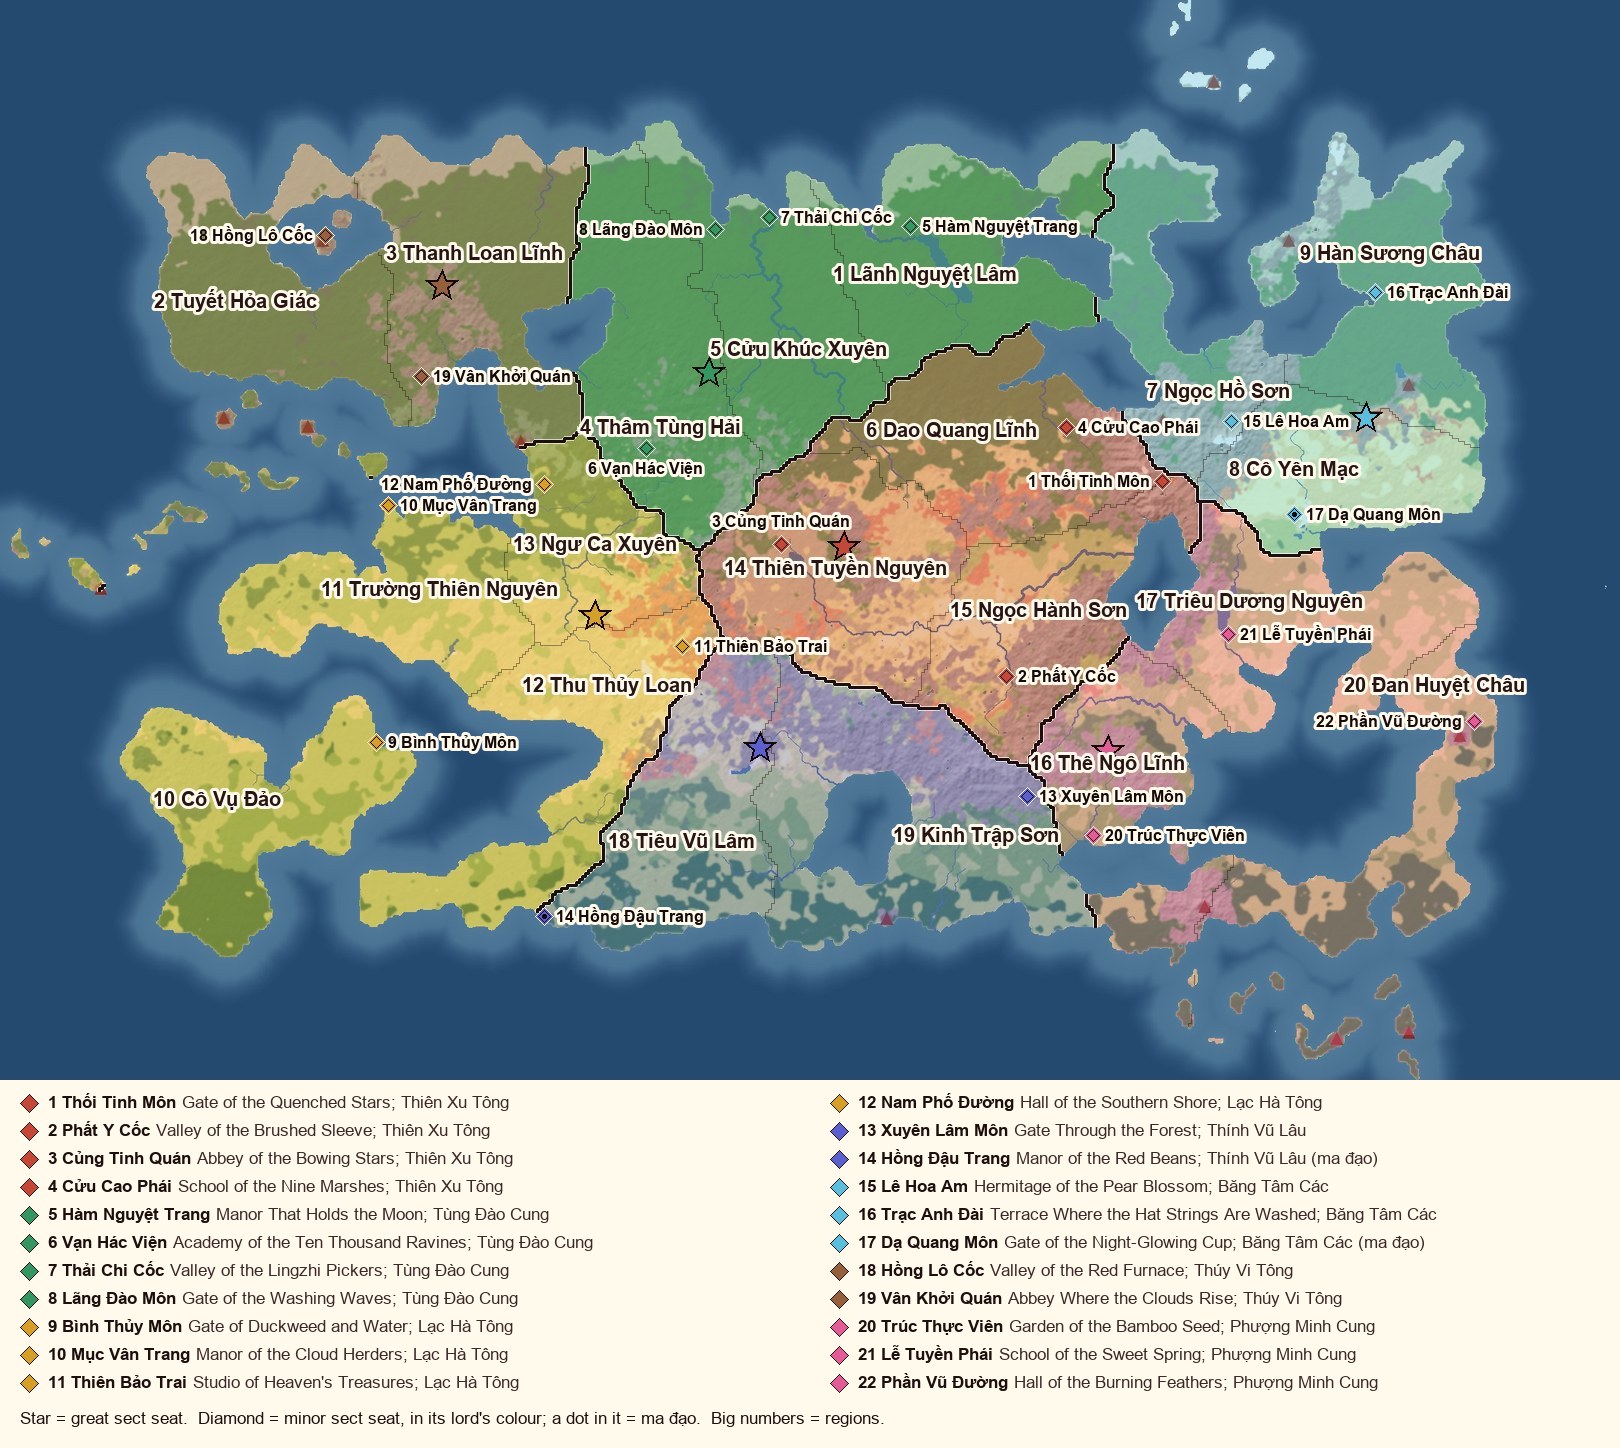 18 Hồng Lô Cốc
3 Thanh Loan Lĩnh
2 Tuyết Hỏa Giác
19 Vân Khởi Quán
8 Lãng Đào Môn
7 Thải Chi Cốc
5 Hàm Nguyệt Trang
1 Lãnh Nguyệt Lâm
9 Hàn Sương Châu
16 Trạc Anh Đài
5 Cửu Khúc Xuyên
7 Ngọc Hồ Sơn
15 Lê Hoa Am
4 Thâm Tùng Hải
6 Vạn Hác Viện
6 Dao Quang Lĩnh
4 Cửu Cao Phái
8 Cô Yên Mạc
12 Nam Phố Đường
10 Mục Vân Trang
1 Thối Tinh Môn
17 Dạ Quang Môn
3 Củng Tinh Quán
13 Ngư Ca Xuyên
14 Thiên Tuyền Nguyên
11 Trường Thiên Nguyên
15 Ngọc Hành Sơn
17 Triêu Dương Nguyên
21 Lễ Tuyền Phái
11 Thiên Bảo Trai
2 Phất Y Cốc
12 Thu Thủy Loan
20 Đan Huyệt Châu
22 Phần Vũ Đường
9 Bình Thủy Môn
16 Thê Ngô Lĩnh
10 Cô Vụ Đảo
13 Xuyên Lâm Môn
18 Tiêu Vũ Lâm
19 Kinh Trập Sơn
20 Trúc Thực Viên
14 Hồng Đậu Trang
1 Thối Tinh Môn Gate of the Quenched Stars; Thiên Xu Tông
2 Phất Y Cốc Valley of the Brushed Sleeve; Thiên Xu Tông
3 Củng Tinh Quán Abbey of the Bowing Stars; Thiên Xu Tông
4 Cửu Cao Phái School of the Nine Marshes; Thiên Xu Tông
5 Hàm Nguyệt Trang Manor That Holds the Moon; Tùng Đào Cung
6 Vạn Hác Viện Academy of the Ten Thousand Ravines; Tùng Đào Cung
7 Thải Chi Cốc Valley of the Lingzhi Pickers; Tùng Đào Cung
8 Lãng Đào Môn Gate of the Washing Waves; Tùng Đào Cung
9 Bình Thủy Môn Gate of Duckweed and Water; Lạc Hà Tông
10 Mục Vân Trang Manor of the Cloud Herders; Lạc Hà Tông
11 Thiên Bảo Trai Studio of Heaven's Treasures; Lạc Hà Tông
12 Nam Phố Đường Hall of the Southern Shore; Lạc Hà Tông
13 Xuyên Lâm Môn Gate Through the Forest; Thính Vũ Lâu
14 Hồng Đậu Trang Manor of the Red Beans; Thính Vũ Lâu (ma đạo)
15 Lê Hoa Am Hermitage of the Pear Blossom; Băng Tâm Các
16 Trạc Anh Đài Terrace Where the Hat Strings Are Washed; Băng Tâm Các
17 Dạ Quang Môn Gate of the Night-Glowing Cup; Băng Tâm Các (ma đạo)
18 Hồng Lô Cốc Valley of the Red Furnace; Thúy Vi Tông
19 Vân Khởi Quán Abbey Where the Clouds Rise; Thúy Vi Tông
20 Trúc Thực Viên Garden of the Bamboo Seed; Phượng Minh Cung
21 Lễ Tuyền Phái School of the Sweet Spring; Phượng Minh Cung
22 Phần Vũ Đường Hall of the Burning Feathers; Phượng Minh Cung
Star = great sect seat. Diamond = minor sect seat, in its lord's colour; a dot in it = ma đạo. Big numbers = regions.